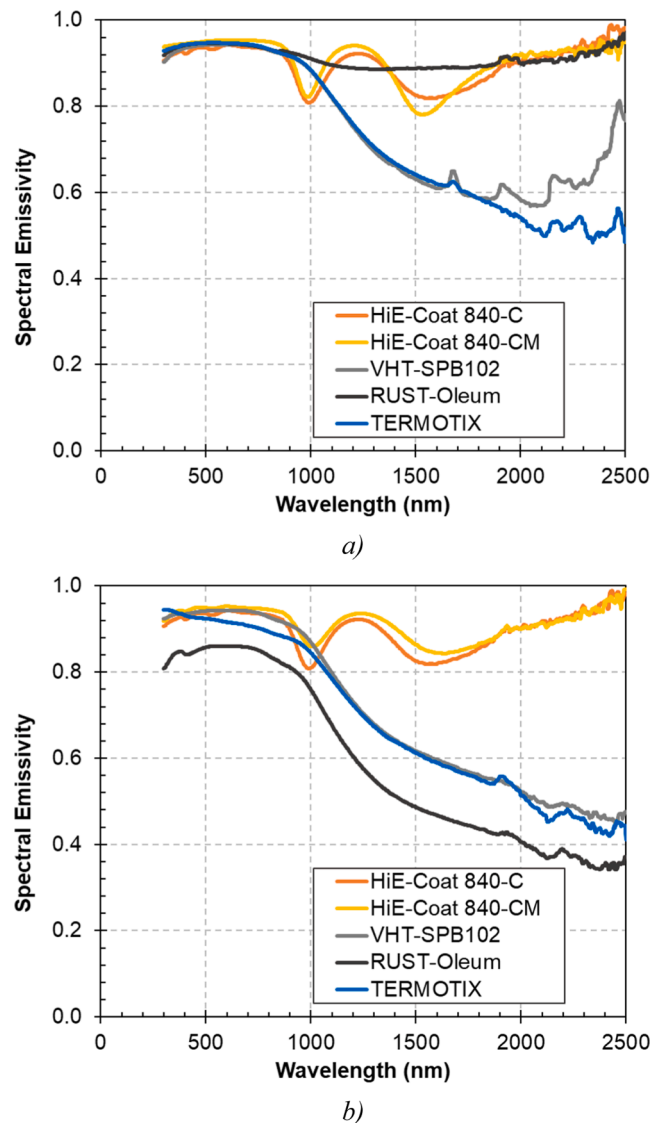 1.0
0.8
0.6
0.4
0.2
0.0
Spectral Emissivity
HiE-Coat 840-C
HiE-Coat 840-CM
VHT-SPB102
RUST-Oleum
TERMOTIX
0 500 1000 1500 2000 2500
Wavelength (nm)
a)
1.0
0.8
0.6
0.4
0.2
0.0
Spectral Emissivity
HiE-Coat 840-C
HiE-Coat 840-CM
VHT-SPB102
RUST-Oleum
TERMOTIX
0 500 1000 1500 2000 2500
Wavelength (nm)
b)